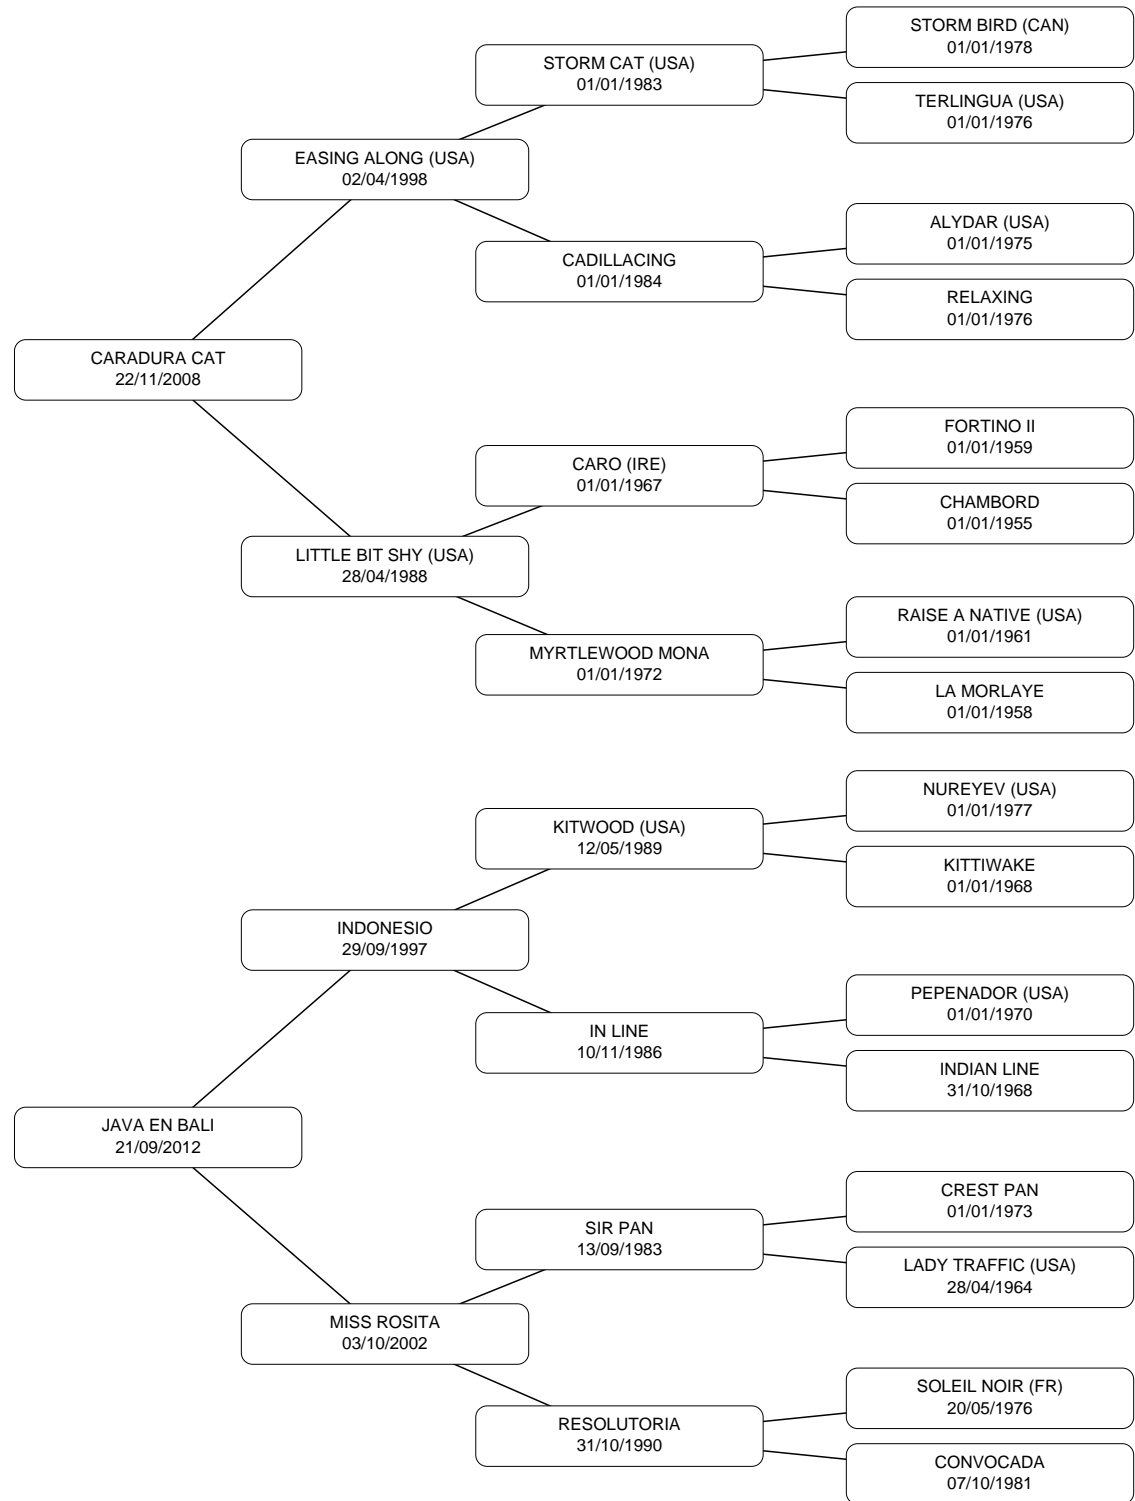 STORM BIRD (CAN)
01/01/1978
STORM CAT (USA)
01/01/1983
TERLINGUA (USA)
01/01/1976
EASING ALONG (USA)
02/04/1998
ALYDAR (USA)
01/01/1975
CADILLACING
01/01/1984
RELAXING
01/01/1976
CARADURA CAT
22/11/2008
FORTINO II
01/01/1959
CARO (IRE)
01/01/1967
CHAMBORD
01/01/1955
LITTLE BIT SHY (USA)
28/04/1988
RAISE A NATIVE (USA)
01/01/1961
MYRTLEWOOD MONA
01/01/1972
LA MORLAYE
01/01/1958
NUREYEV (USA)
01/01/1977
KITWOOD (USA)
12/05/1989
KITTIWAKE
01/01/1968
INDONESIO
29/09/1997
PEPENADOR (USA)
01/01/1970
IN LINE
10/11/1986
INDIAN LINE
31/10/1968
JAVA EN BALI
21/09/2012
CREST PAN
01/01/1973
SIR PAN
13/09/1983
LADY TRAFFIC (USA)
28/04/1964
MISS ROSITA
03/10/2002
SOLEIL NOIR (FR)
20/05/1976
RESOLUTORIA
31/10/1990
CONVOCADA
07/10/1981